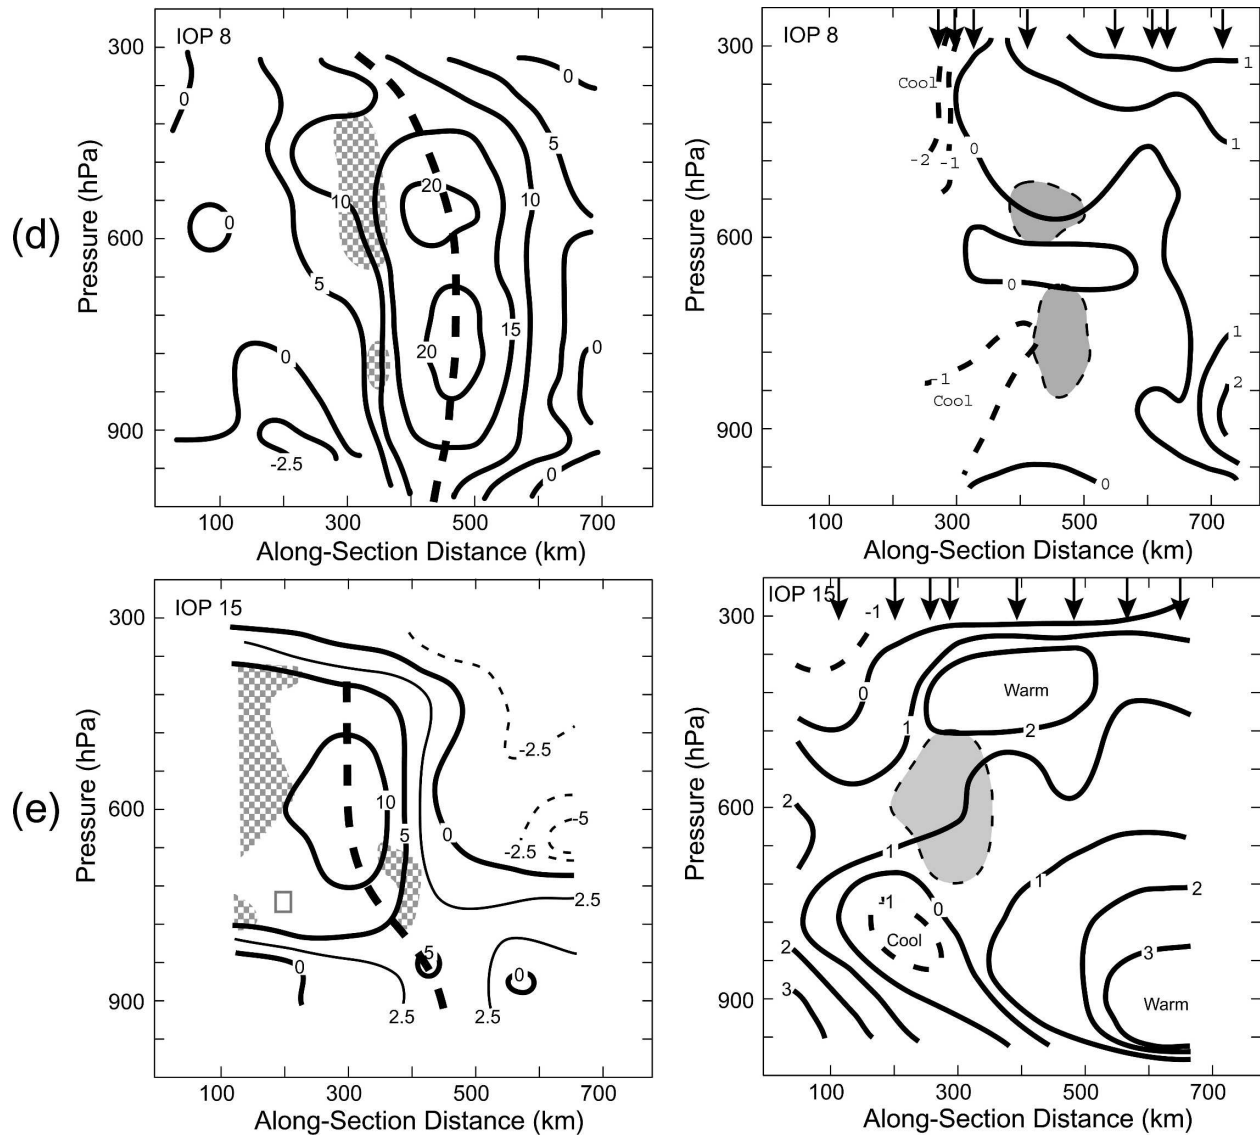 (d)
IOP 8
Pressure (hPa)
300
600
900
0
0
5
10
20
5
10
15
20
0
0
-2.5
0
0
100 300 500 700
Along-Section Distance (km)
IOP 8
Pressure (hPa)
300
600
900
Cool
-2 -1
0
1
1
0
-1
Cool
1
2
0
100 300 500 700
Along-Section Distance (km)
(e)
IOP 15
Pressure (hPa)
300
600
900
-2.5
-5
-2.5
10
5
0
2.5
0
5
0
2.5
2.5
100 300 500 700
Along-Section Distance (km)
IOP 15
Pressure (hPa)
300
600
900
-1
0
1
Warm
2
2
1
1
0
-1
Cool
2
3
2
3
Warm
100 300 500 700
Along-Section Distance (km)